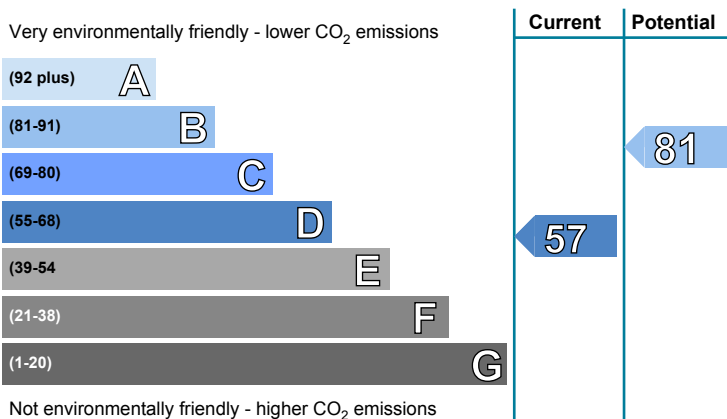 Very environmentally friendly - lower CO2 emissions
Current
Potential
(92 plus) A
(81-91) B
(69-80) C
(55-68) D
(39-54 E
(21-38) F
(1-20) G
81
57
Not environmentally friendly - higher CO2 emissions